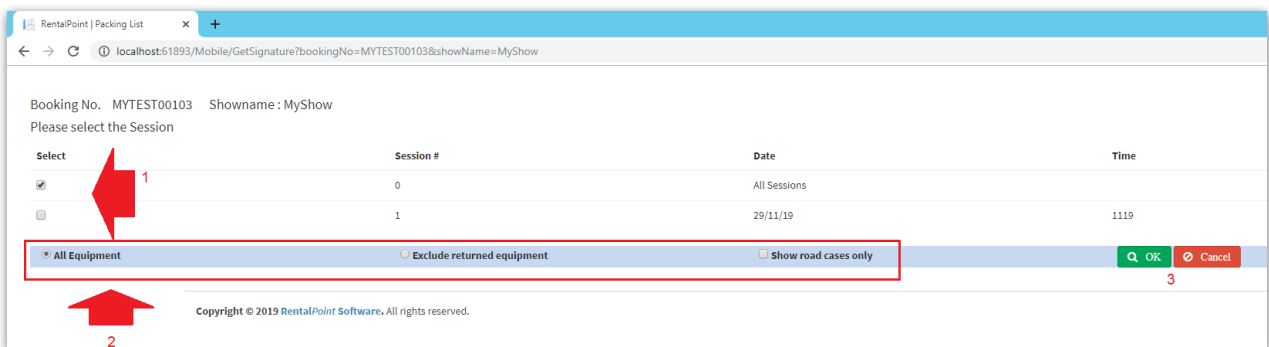 RentalPoint | Packing List
localhost:61893/Mobile/GetSignature?bookingNo=MYTEST00103&showName=MyShow
Booking No. MYTEST00103 Showname : MyShow
Please select the Session
Select Session # Date Time
1
0 All Sessions
1 29/11/19 1119
All Equipment Exclude returned equipment Show road cases only OK Cancel
3
Copyright © 2019 RentalPoint Software. All rights reserved.
2